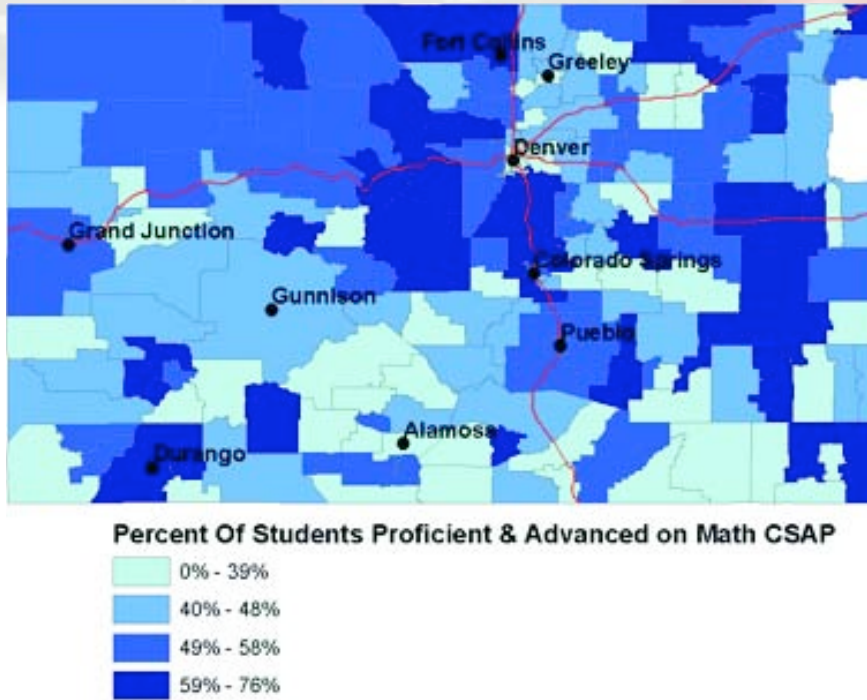 Fort Collins
Greeley
Denver
Grand Junction
Colorado Springs
Gunnison
Pueblo
Alamosa
Durango
Percent Of Students Proficient & Advanced on Math CSAP
0% - 39%
40% - 48%
49% - 58%
59% - 76%